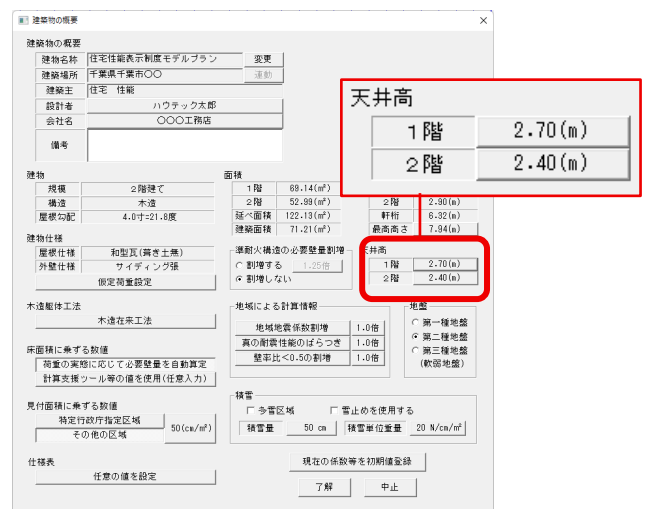 建築物の概要
建築物の概要
建物名称 住宅性能表示制度モデルプラン 変更
建築場所 千葉県千葉市〇〇 連動
建築主 住宅 性能
設計者 ハウテック太郎
会社名 〇〇〇工務店
備考
天井高
1階 2.70(m)
2階 2.40(m)
建物
規模 2階建て
構造 木造
屋根勾配 4.0寸=21.8度
面積
1階 69.14(㎡)
2階 52.99(㎡)
延べ面積 122.13(㎡)
建築面積 71.21(㎡)
2階 2.90(m)
軒桁 6.32(m)
最高高さ 7.94(m)
建物仕様
屋根仕様 和型瓦(葺き土無)
外壁仕様 サイディング張
仮定荷重設定
準耐火構造の必要壁量割増
割増する 1.25倍
割増しない
天井高
1階 2.70(m)
2階 2.40(m)
木造躯体工法
木造在来工法
地域による計算情報
地域地震係数割増 1.0倍
真の耐震性能のばらつき 1.0倍
壁率比<0.5の割増 1.0倍
地盤
第一種地盤
第二種地盤
第三種地盤
(軟弱地盤)
床面積に乗ずる数値
荷重の実態に応じて必要壁量を自動算定
計算支援ツール等の値を使用(任意入力)
見付面積に乗ずる数値
特定行政庁指定区域
その他の区域
50(cm/㎡)
積雪
多雪区域 雪止めを使用する
積雪量 50 cm 積雪単位重量 20 N/cm/㎡
仕様表
任意の値を設定
現在の係数等を初期値登録
了解 中止